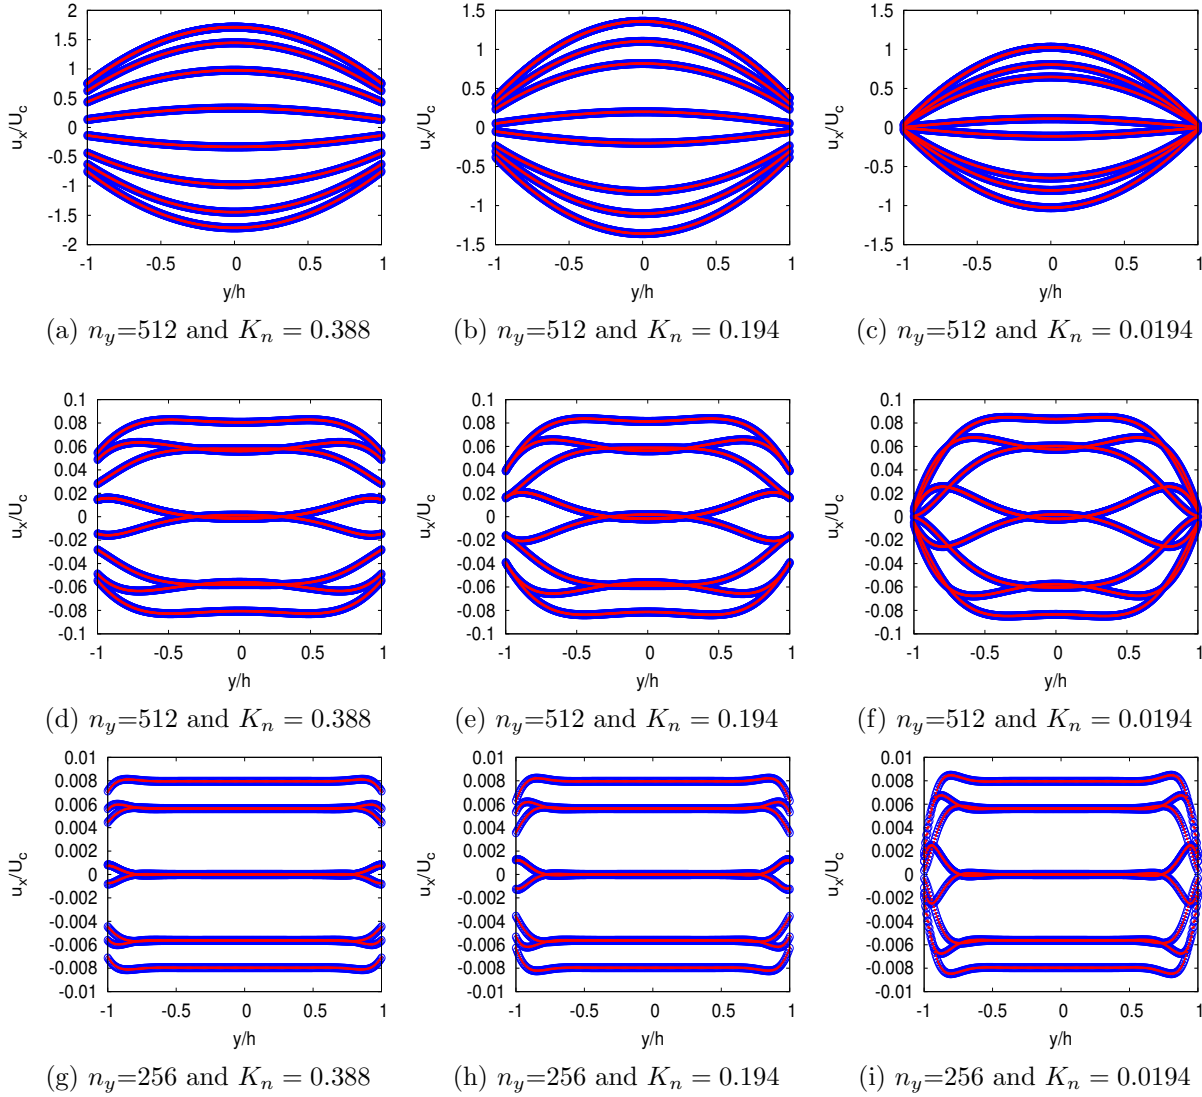 2
1.5
1
0.5
0
-0.5
-1
-1.5
-2
u_x/U_c
-1 -0.5 0 0.5 1
y/h
(a) n_y=512 and K_n = 0.388
1.5
1
0.5
0
-0.5
-1
-1.5
u_x/U_c
-1 -0.5 0 0.5 1
y/h
(b) n_y=512 and K_n = 0.194
1.5
1
0.5
0
-0.5
-1
-1.5
u_x/U_c
-1 -0.5 0 0.5 1
y/h
(c) n_y=512 and K_n = 0.0194
0.1
0.08
0.06
0.04
0.02
0
-0.02
-0.04
-0.06
-0.08
-0.1
u_x/U_c
-1 -0.5 0 0.5 1
y/h
(d) n_y=512 and K_n = 0.388
0.1
0.08
0.06
0.04
0.02
0
-0.02
-0.04
-0.06
-0.08
-0.1
u_x/U_c
-1 -0.5 0 0.5 1
y/h
(e) n_y=512 and K_n = 0.194
0.1
0.08
0.06
0.04
0.02
0
-0.02
-0.04
-0.06
-0.08
-0.1
u_x/U_c
-1 -0.5 0 0.5 1
y/h
(f) n_y=512 and K_n = 0.0194
0.01
0.008
0.006
0.004
0.002
0
-0.002
-0.004
-0.006
-0.008
-0.01
u_x/U_c
-1 -0.5 0 0.5 1
y/h
(g) n_y=256 and K_n = 0.388
0.01
0.008
0.006
0.004
0.002
0
-0.002
-0.004
-0.006
-0.008
-0.01
u_x/U_c
-1 -0.5 0 0.5 1
y/h
(h) n_y=256 and K_n = 0.194
0.01
0.008
0.006
0.004
0.002
0
-0.002
-0.004
-0.006
-0.008
-0.01
u_x/U_c
-1 -0.5 0 0.5 1
y/h
(i) n_y=256 and K_n = 0.0194